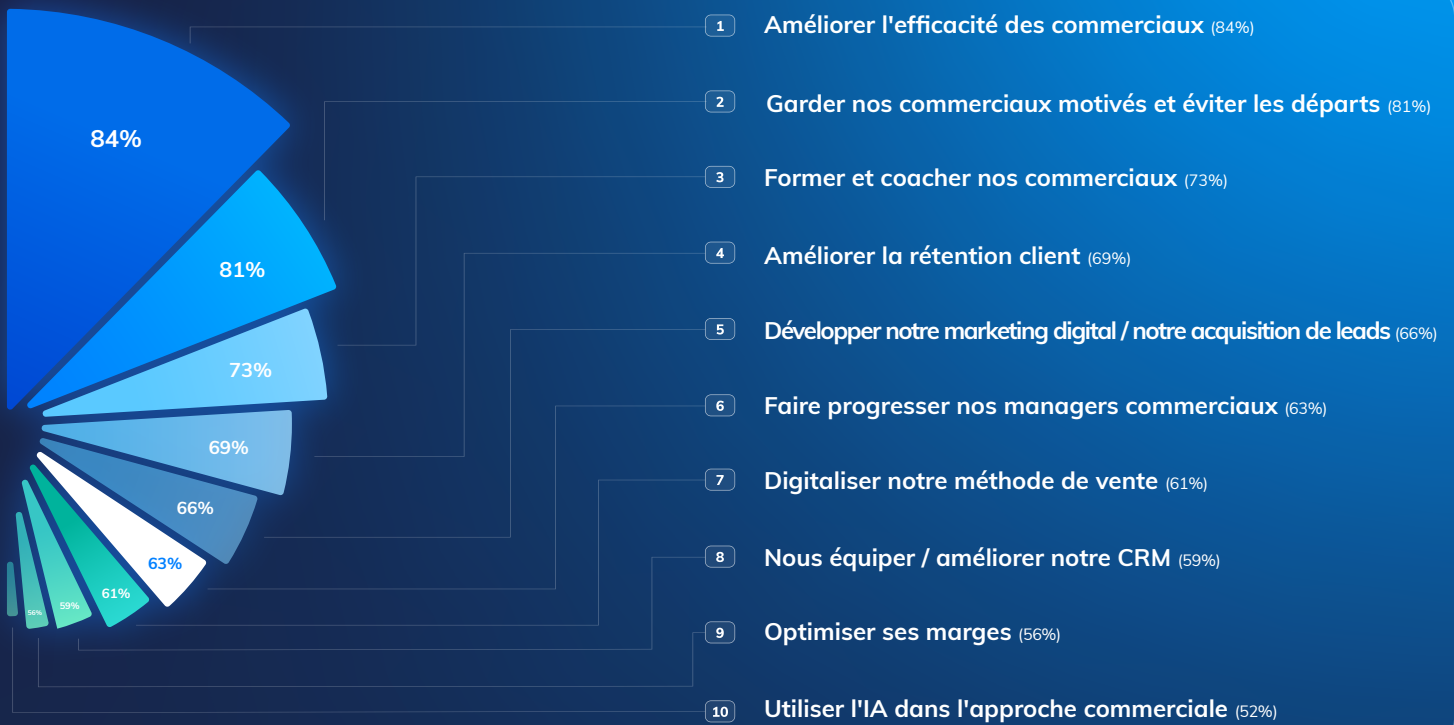 1 Améliorer l'efficacité des commerciaux (84%)
2 Garder nos commerciaux motivés et éviter les départs (81%)
3 Former et coacher nos commerciaux (73%)
4 Améliorer la rétention client (69%)
5 Développer notre marketing digital / notre acquisition de leads (66%)
6 Faire progresser nos managers commerciaux (63%)
7 Digitaliser notre méthode de vente (61%)
8 Nous équiper / améliorer notre CRM (59%)
9 Optimiser ses marges (56%)
10 Utiliser l'IA dans l'approche commerciale (52%)
84%
81%
73%
69%
66%
63%
61%
59%
56%